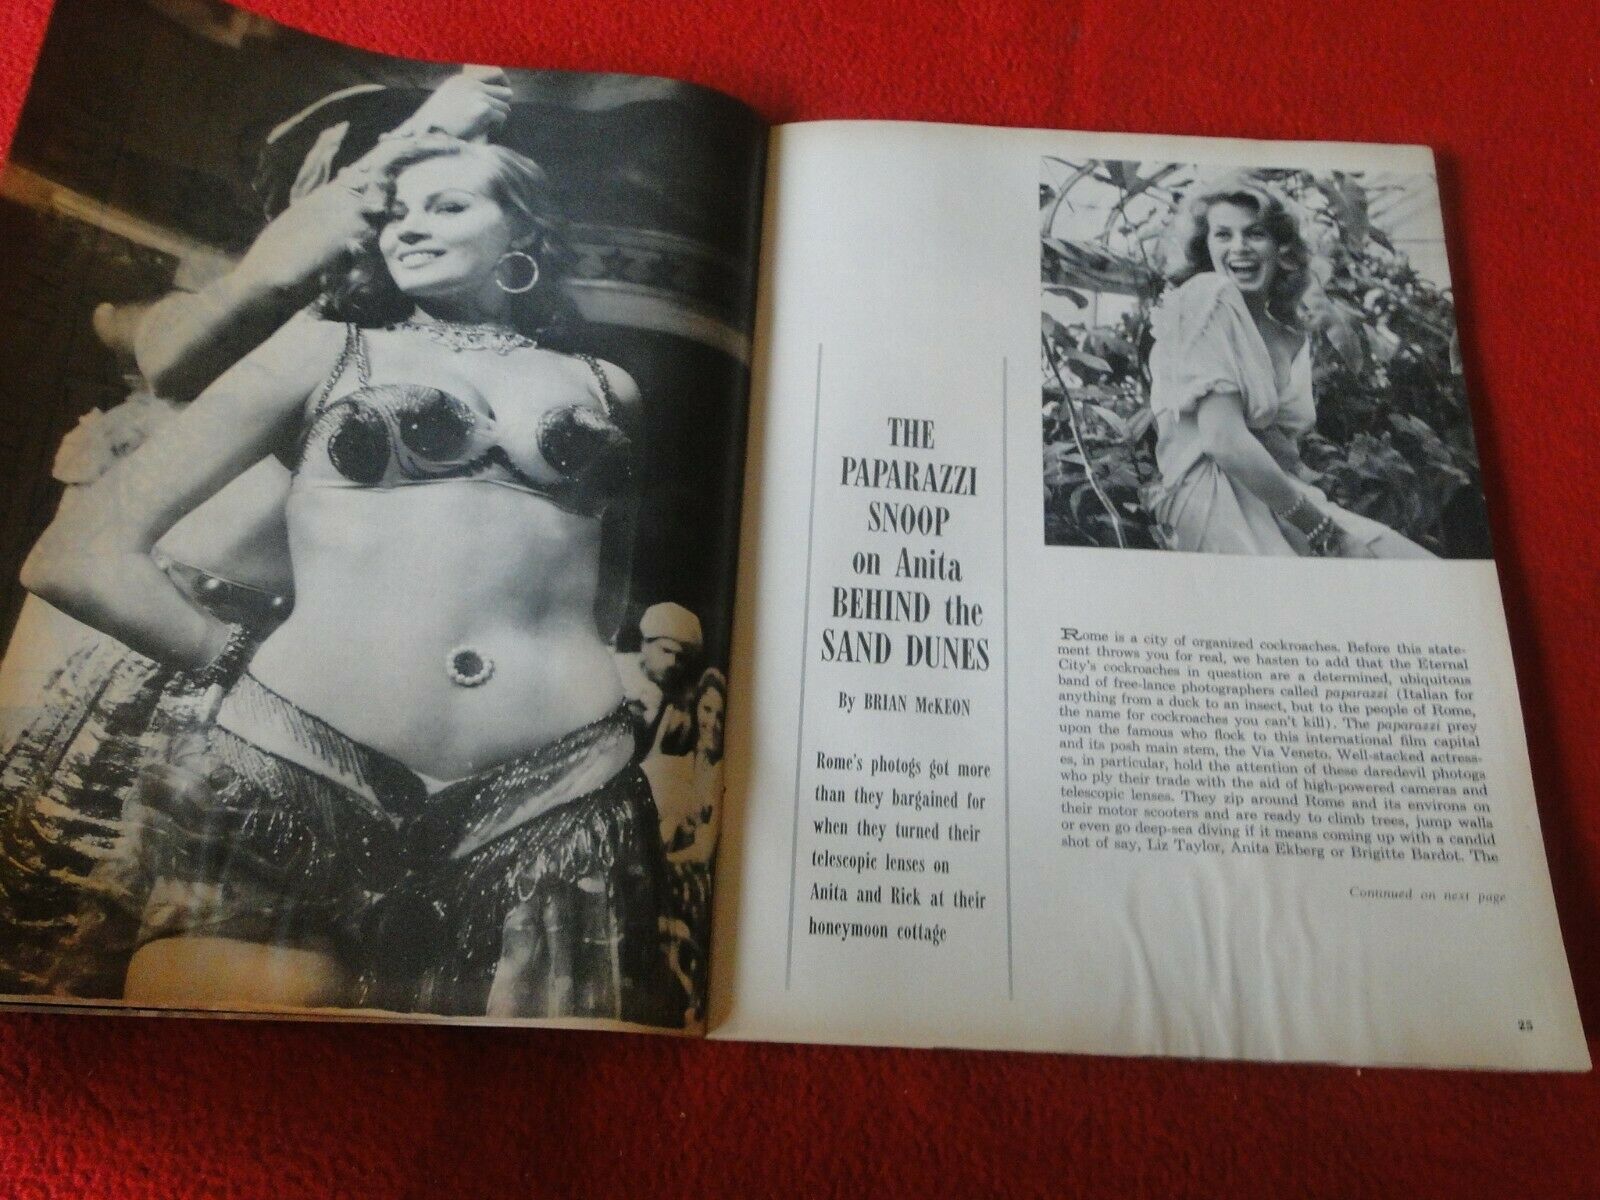 THE
PAPARAZZI
SNOOP
on Anita
BEHIND the
SAND DUNES
By BRIAN McKEON
Rome's photogs got more
than they bargained for
when they turned their
telescopic lenses on
Anita and Rick at their
honeymoon cottage
Rome is a city of organized cockroaches. Before this state-
ment throws you for real, we hasten to add that the Eternal
City's cockroaches in question are a determined, ubiquitous
band of free-lance photographers called paparazzi (Italian for
anything from a duck to an insect, but to the people of Rome,
the name for cockroaches you can't kill). The paparazzi prey
upon the famous who flock to this international film capital
and its posh main stem, the Via Veneto. Well-stacked actress-
es, in particular, hold the attention of these daredevil photogs
who ply their trade with the aid of high-powered cameras and
telescopic lenses. They zip around Rome and its environs on
their motor scooters and are ready to climb trees, jump walls
or even go deep-sea diving if it means coming up with a candid
shot of say, Liz Taylor, Anita Ekberg or Brigitte Bardot. The
Continued on next page
25